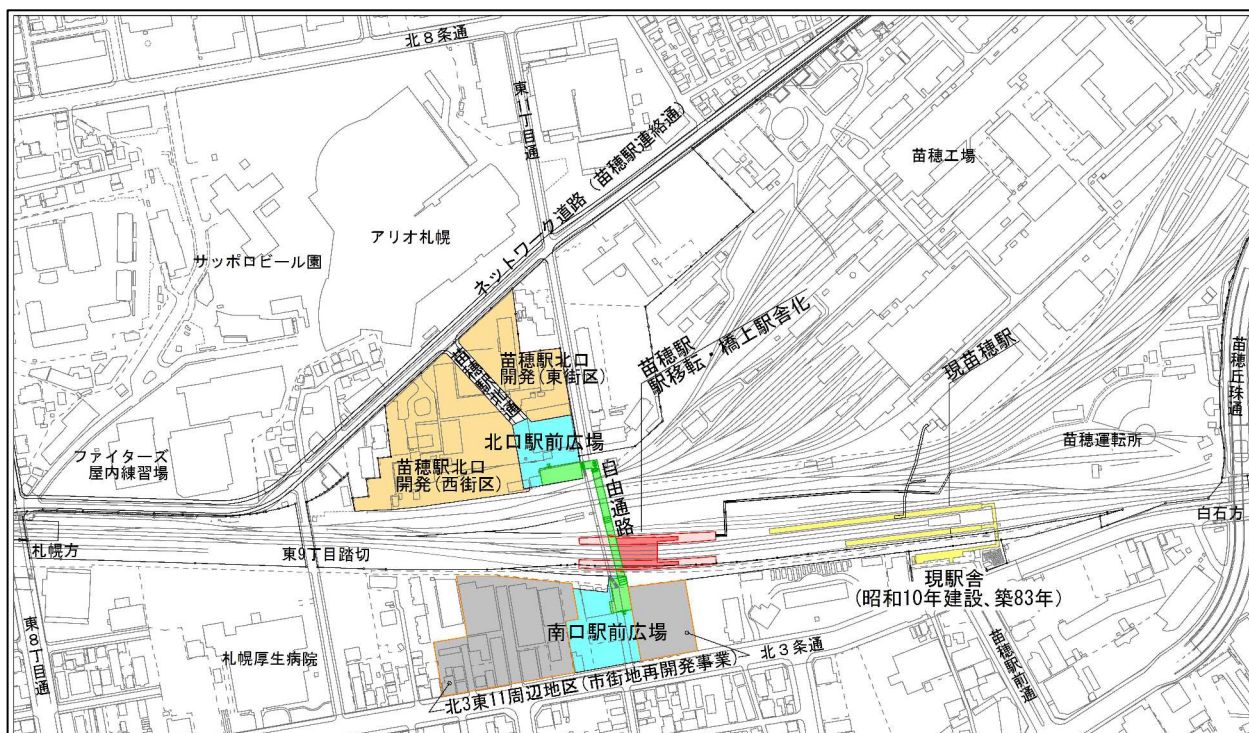 北８条通
東11丁目通
ネットワーク道路（苗穂駅連絡通）
苗穂工場
アリオ札幌
サッポロビール園
苗穂駅
駅移転・橋上駅舎化
現苗穂駅
苗穂丘珠通
苗穂駅北口
開発（東街区）
北口駅前広場
苗穂駅北口
開発（西街区）
自由通路
苗穂運転所
ファイターズ
屋内練習場
札幌方
東9丁目踏切
白石方
現駅舎
（昭和10年建設、築83年）
南口駅前広場
北３条通
苗穂駅前通
東８丁目通
札幌厚生病院
北3東11周辺地区（市街地再開発事業）